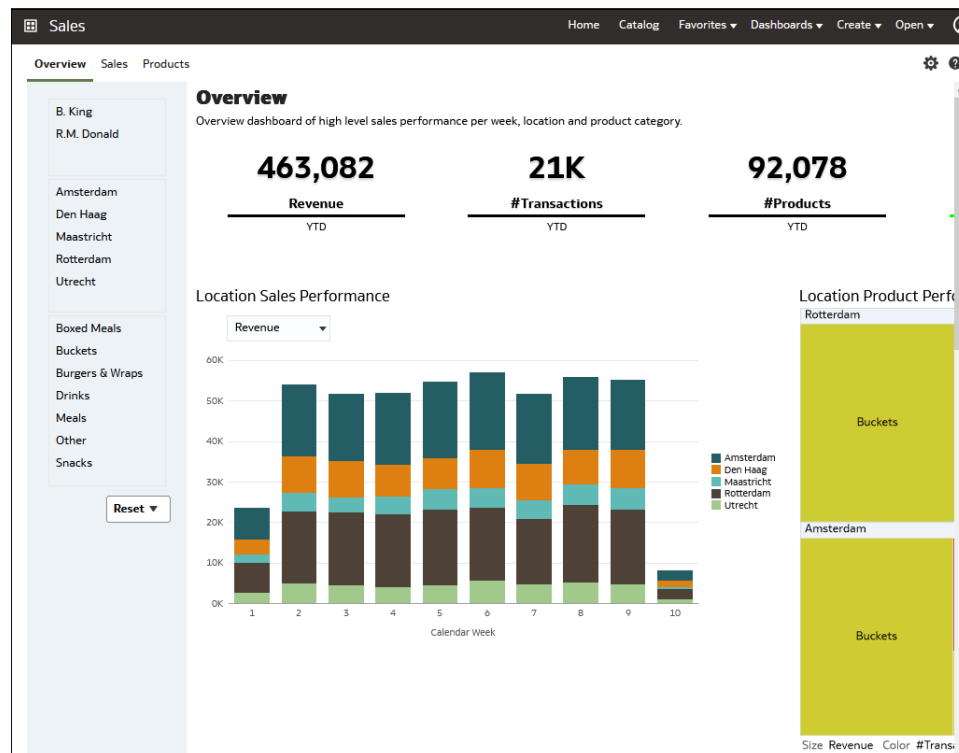 Sales
Home Catalog Favorites Dashboards Create Open
Overview Sales Products
B. King
R.M. Donald
Amsterdam
Den Haag
Maastricht
Rotterdam
Utrecht
Boxed Meals
Buckets
Burgers & Wraps
Drinks
Meals
Other
Snacks
Reset
Overview
Overview dashboard of high level sales performance per week, location and product category.
463,082
Revenue
YTD
21K
#Transactions
YTD
92,078
#Products
YTD
Location Sales Performance
Revenue
60K
50K
40K
30K
20K
10K
0K
1 2 3 4 5 6 7 8 9 10
Calendar Week
Amsterdam
Den Haag
Maastricht
Rotterdam
Utrecht
Location Product Perfo
Rotterdam
Buckets
Amsterdam
Buckets
Size Revenue Color #Transa